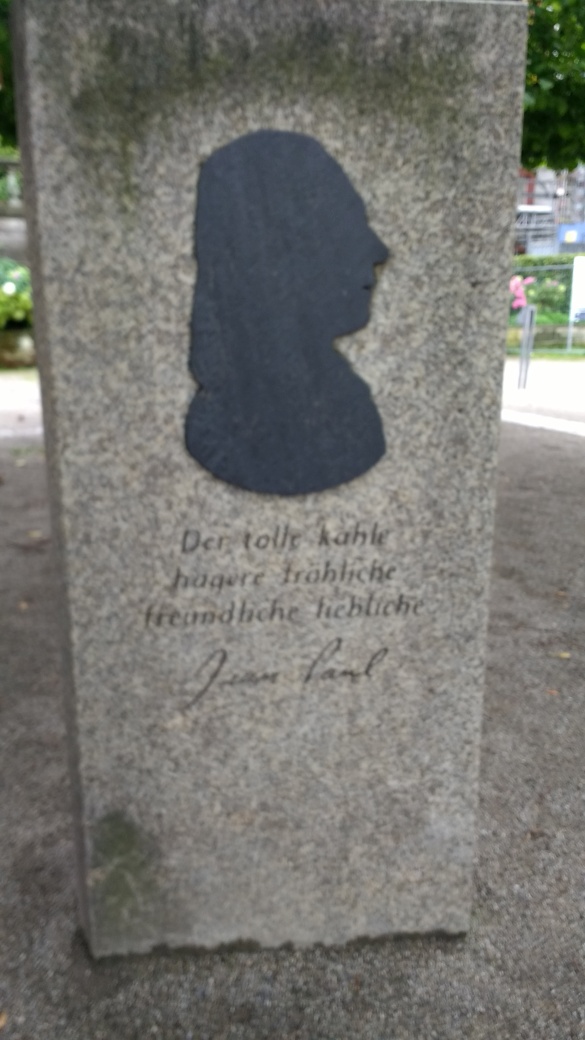 Der tolle kahle
hagere fröhliche
freundliche liebliche
Jean Paul